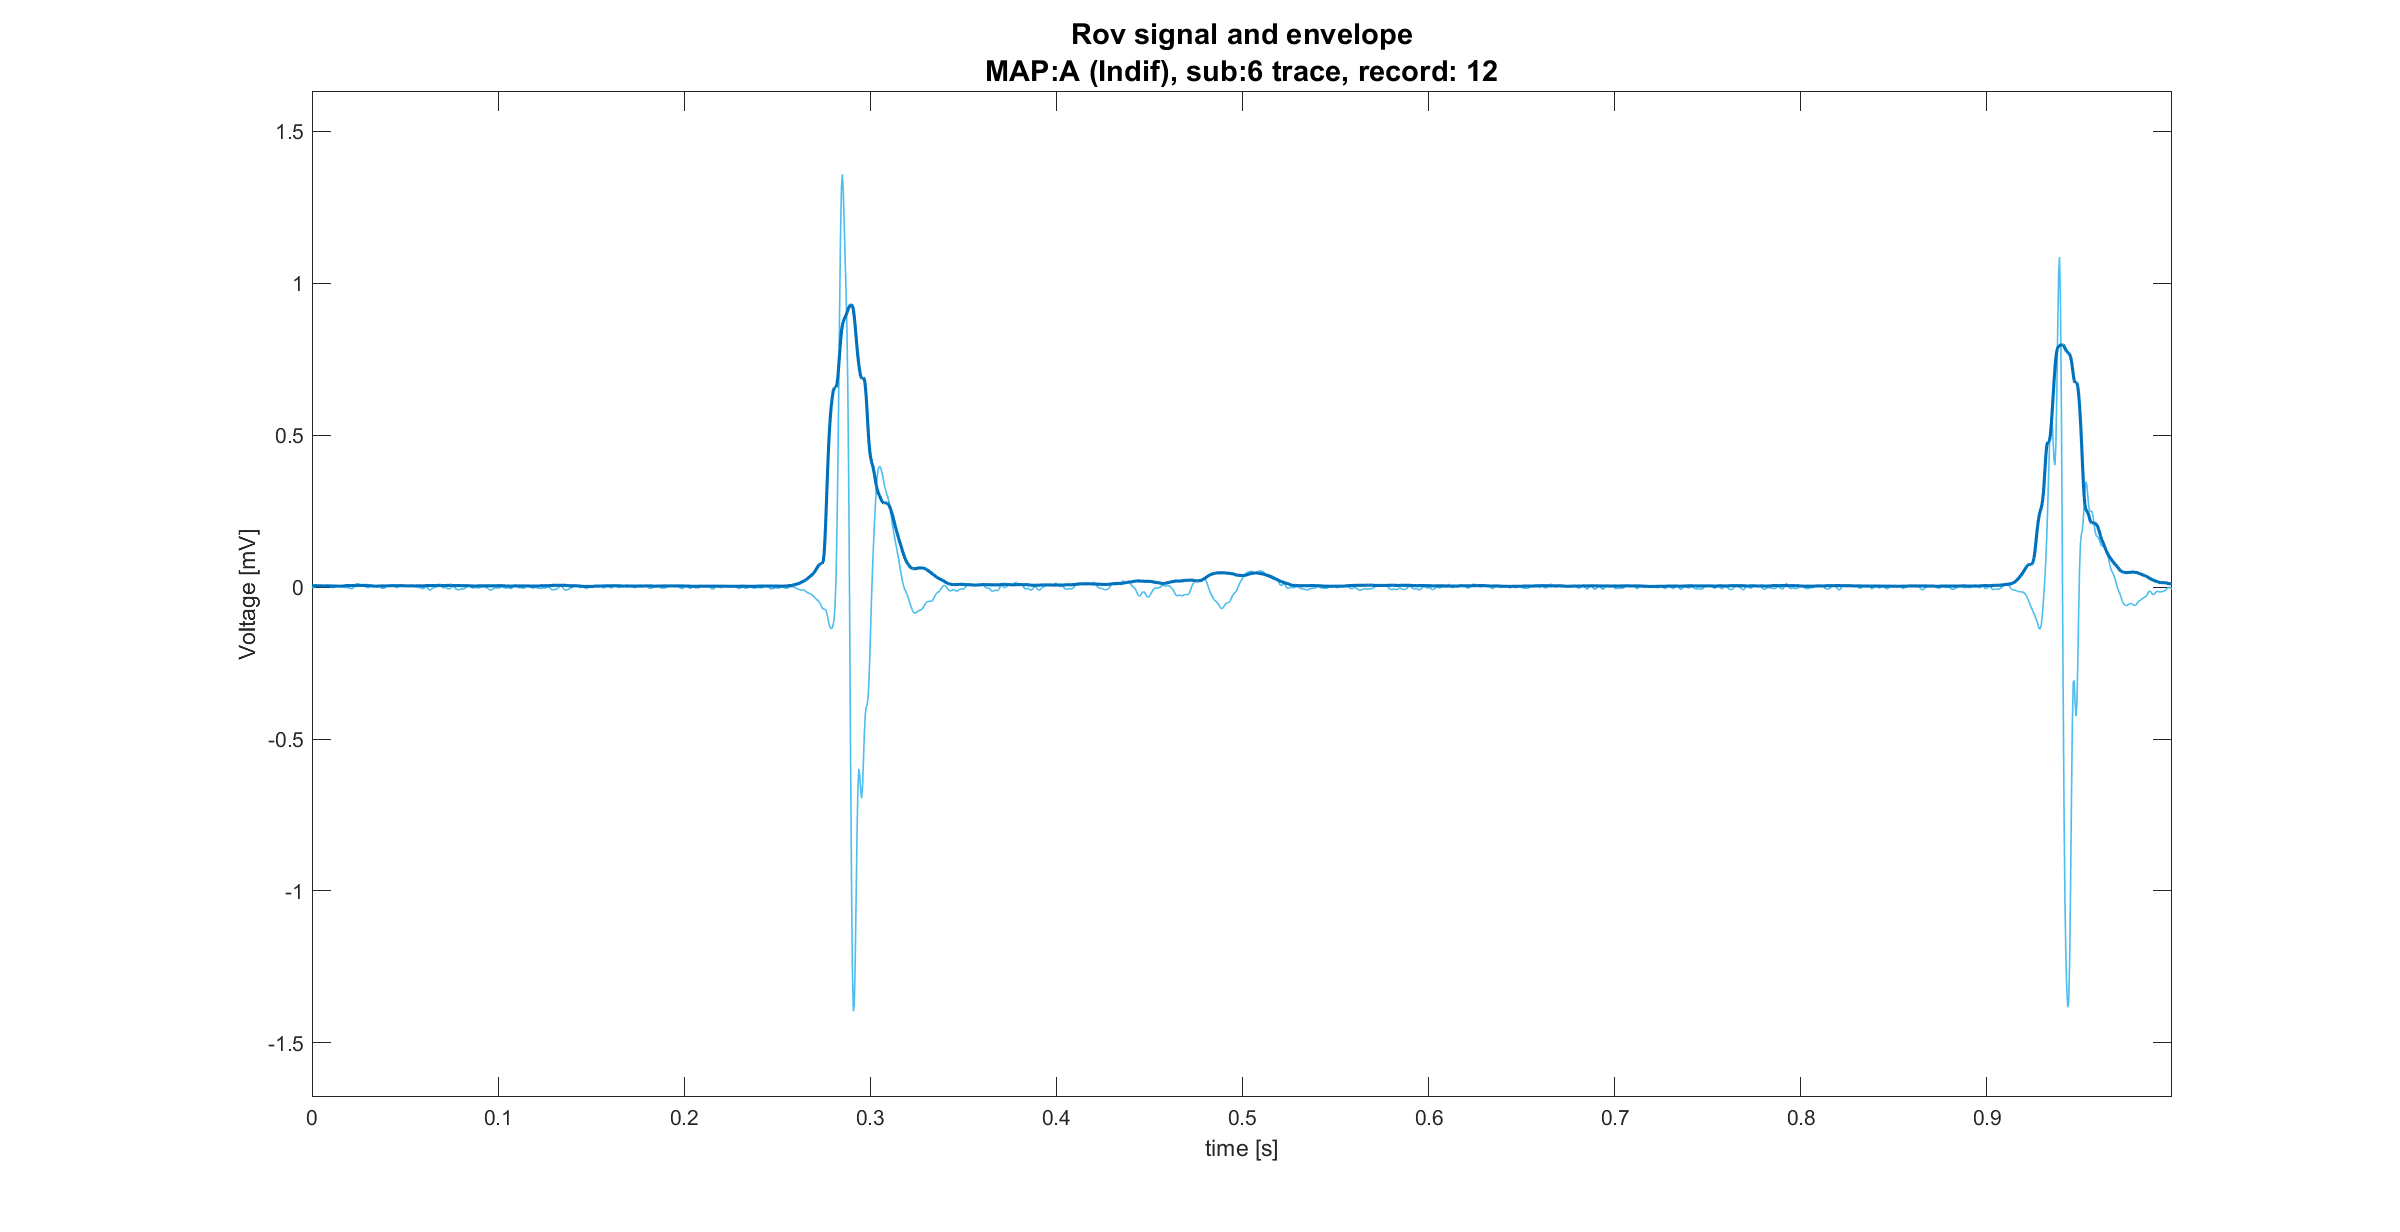 Rov signal and envelope
MAP:A (Indif), sub:6 trace, record: 12
1.5
1
0.5
0
-0.5
-1
-1.5
Voltage [mV]
0 0.1 0.2 0.3 0.4 0.5 0.6 0.7 0.8 0.9
time [s]